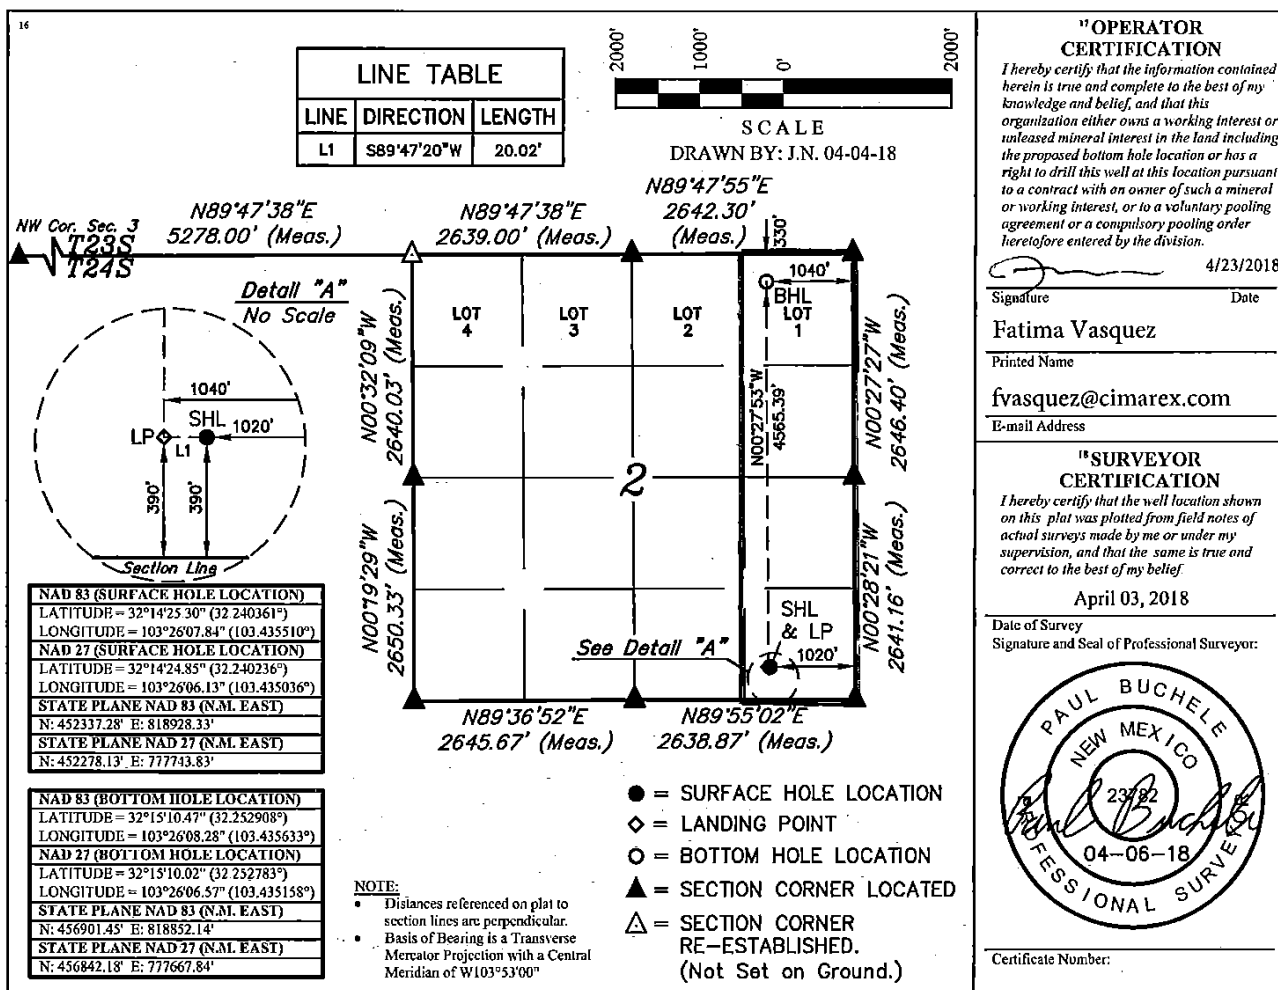 16
LINE TABLE
LINE DIRECTION LENGTH
L1 S89°47'20"W 20.02'
2000' 1000' 0' 2000'
SCALE
DRAWN BY: J.N. 04-04-18
NW Cor. Sec. 3
T23S
T24S
N89°47'38"E
5278.00' (Meas.)
N89°47'38"E
2639.00' (Meas.)
N89°47'55"E
2642.30'
330'
1040'
BHL
LOT
4
LOT
3
LOT
2
LOT
1
Detail "A"
No Scale
1040'
SHL
LP
L1
1020'
390'
390'
Section Line
N00°32'09"W
2640.03' (Meas.)
N00°19'29"W
2650.33' (Meas.)
N00°27'53"W
4565.39'
N00°27'27"W
2646.40' (Meas.)
N00°28'21"W
2641.16' (Meas.)
2
SHL
& LP
1020'
See Detail "A"
N89°36'52"E
2645.67' (Meas.)
N89°55'02"E
2638.87' (Meas.)
NAD 83 (SURFACE HOLE LOCATION)
LATITUDE = 32°14'25.30" (32.240361°)
LONGITUDE = 103°26'07.84" (103.435510°)
NAD 27 (SURFACE HOLE LOCATION)
LATITUDE = 32°14'24.85" (32.240236°)
LONGITUDE = 103°26'06.13" (103.435036°)
STATE PLANE NAD 83 (N.M. EAST)
N: 452337.28' E: 818928.33'
STATE PLANE NAD 27 (N.M. EAST)
N: 452278.13' E: 777743.83'
NAD 83 (BOTTOM HOLE LOCATION)
LATITUDE = 32°15'10.47" (32.252908°)
LONGITUDE = 103°26'08.28" (103.435633°)
NAD 27 (BOTTOM HOLE LOCATION)
LATITUDE = 32°15'10.02" (32.252783°)
LONGITUDE = 103°26'06.57" (103.435158°)
STATE PLANE NAD 83 (N.M. EAST)
N: 456901.45' E: 818852.14'
STATE PLANE NAD 27 (N.M. EAST)
N: 456842.18' E: 777667.84'
NOTE:
• Distances referenced on plat to
section lines are perpendicular.
• Basis of Bearing is a Transverse
Mercator Projection with a Central
Meridian of W103°53'00"
● = SURFACE HOLE LOCATION
◇ = LANDING POINT
○ = BOTTOM HOLE LOCATION
▲ = SECTION CORNER LOCATED
△ = SECTION CORNER
RE-ESTABLISHED.
(Not Set on Ground.)
17 OPERATOR
CERTIFICATION
I hereby certify that the information contained
herein is true and complete to the best of my
knowledge and belief, and that this
organization either owns a working interest or
unleased mineral interest in the land including
the proposed bottom hole location or has a
right to drill this well at this location pursuant
to a contract with an owner of such a mineral
or working interest, or to a voluntary pooling
agreement or a compulsory pooling order
heretofore entered by the division.
4/23/2018
Signature Date
Fatima Vasquez
Printed Name
fvasquez@cimarex.com
E-mail Address
18 SURVEYOR
CERTIFICATION
I hereby certify that the well location shown
on this plat was plotted from field notes of
actual surveys made by me or under my
supervision, and that the same is true and
correct to the best of my belief.
April 03, 2018
Date of Survey
Signature and Seal of Professional Surveyor:
PAUL BUCHELE
NEW MEXICO
23782
Paul Buchele
04-06-18
PROFESSIONAL SURVEYOR
Certificate Number: